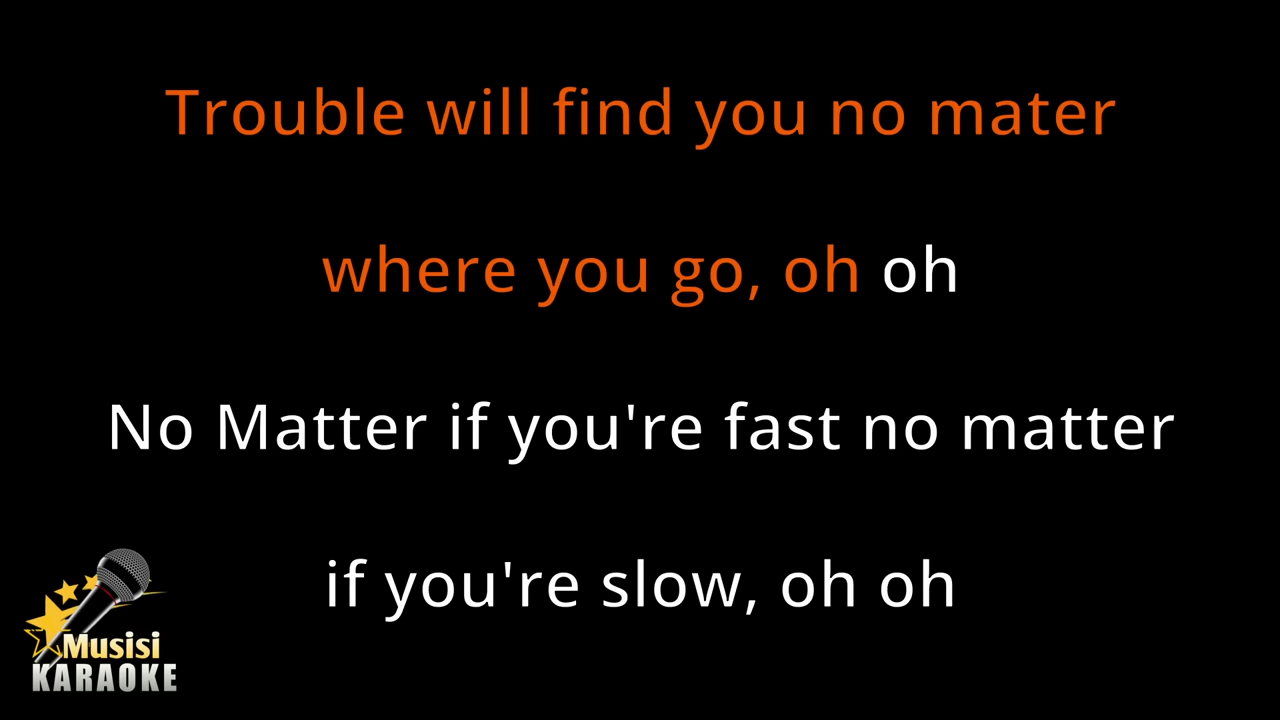 Trouble will find you no mater
where you go, oh oh
No Matter if you're fast no matter
if you're slow, oh oh
Musisi
KARAOKE